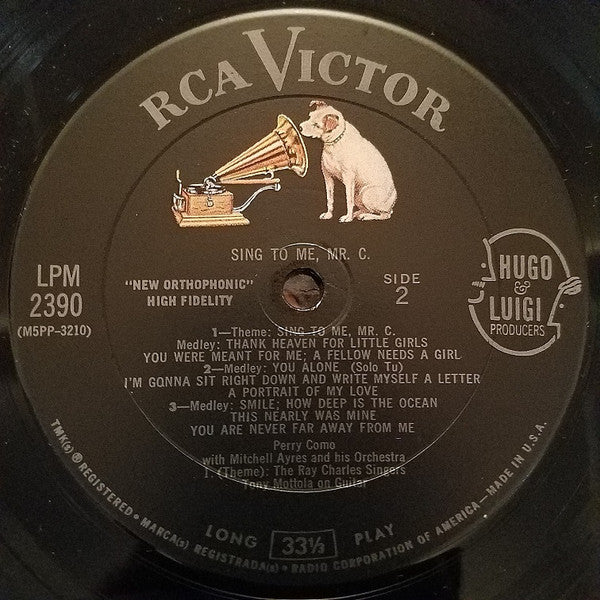 RCA VICTOR
SING TO ME, MR. C.
LPM
2390
(M5PP-3210)
"NEW ORTHOPHONIC"
HIGH FIDELITY
SIDE
2
HUGO
&
LUIGI
PRODUCERS
1—Theme: SING TO ME, MR. C.
Medley: THANK HEAVEN FOR LITTLE GIRLS
YOU WERE MEANT FOR ME; A FELLOW NEEDS A GIRL
2—Medley: YOU ALONE (Solo Tu)
I'M GONNA SIT RIGHT DOWN AND WRITE MYSELF A LETTER
A PORTRAIT OF MY LOVE
3—Medley: SMILE; HOW DEEP IS THE OCEAN
THIS NEARLY WAS MINE
YOU ARE NEVER FAR AWAY FROM ME
Perry Como
with Mitchell Ayres and his Orchestra
1. (Theme): The Ray Charles Singers
Tony Mottola on Guitar
LONG 33⅓ PLAY
TMK(s) ® REGISTERED • MARCA(s) REGISTRADA(s) • RADIO CORPORATION OF AMERICA—MADE IN U.S.A.